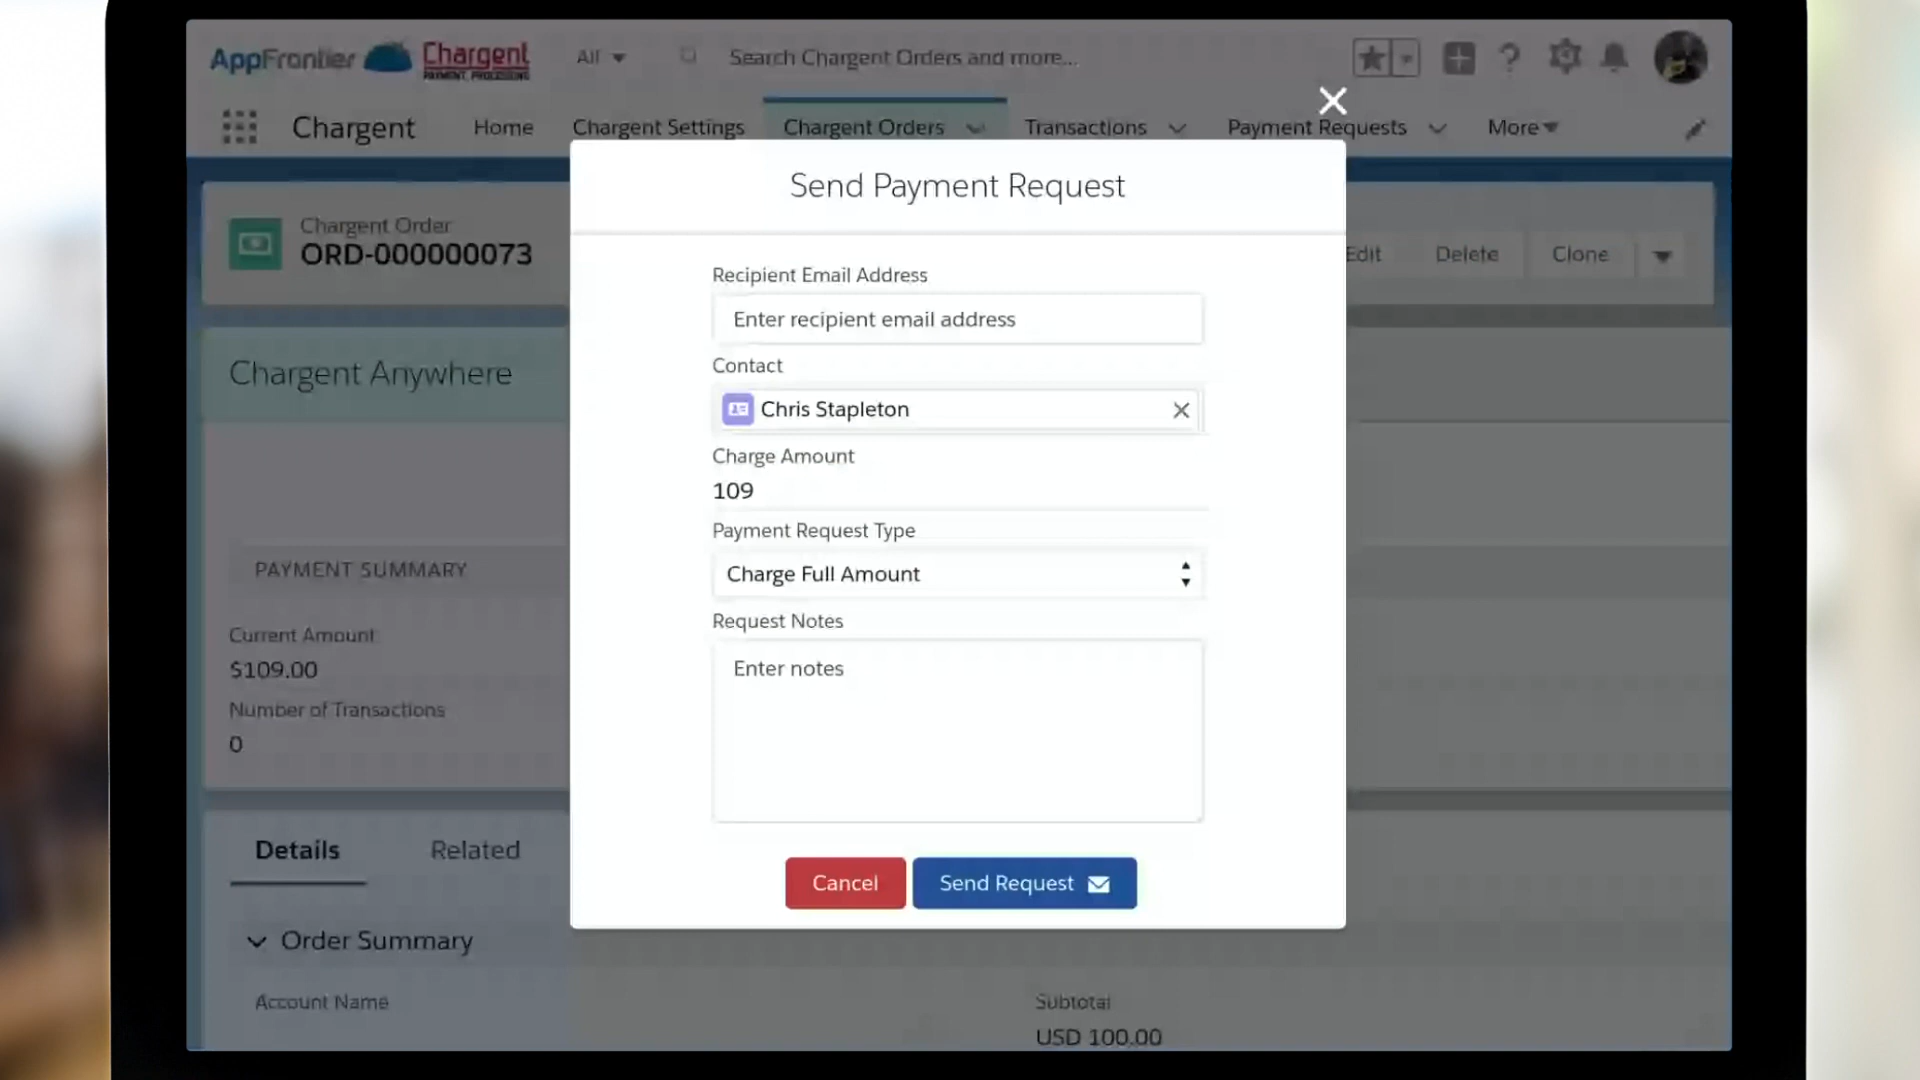 AppFrontier Chargent
PAYMENT PROCESSING
All
Search Chargent Orders and more...
Chargent
Home
Chargent Settings
Chargent Orders
Transactions
Payment Requests
More
Send Payment Request
Chargent Order
ORD-000000073
Edit
Delete
Clone
Recipient Email Address
Enter recipient email address
Chargent Anywhere
Contact
Chris Stapleton
Charge Amount
109
Payment Request Type
Charge Full Amount
PAYMENT SUMMARY
Request Notes
Enter notes
Current Amount
$109.00
Number of Transactions
0
Details
Related
Cancel
Send Request
Order Summary
Account Name
Subtotal
USD 100.00